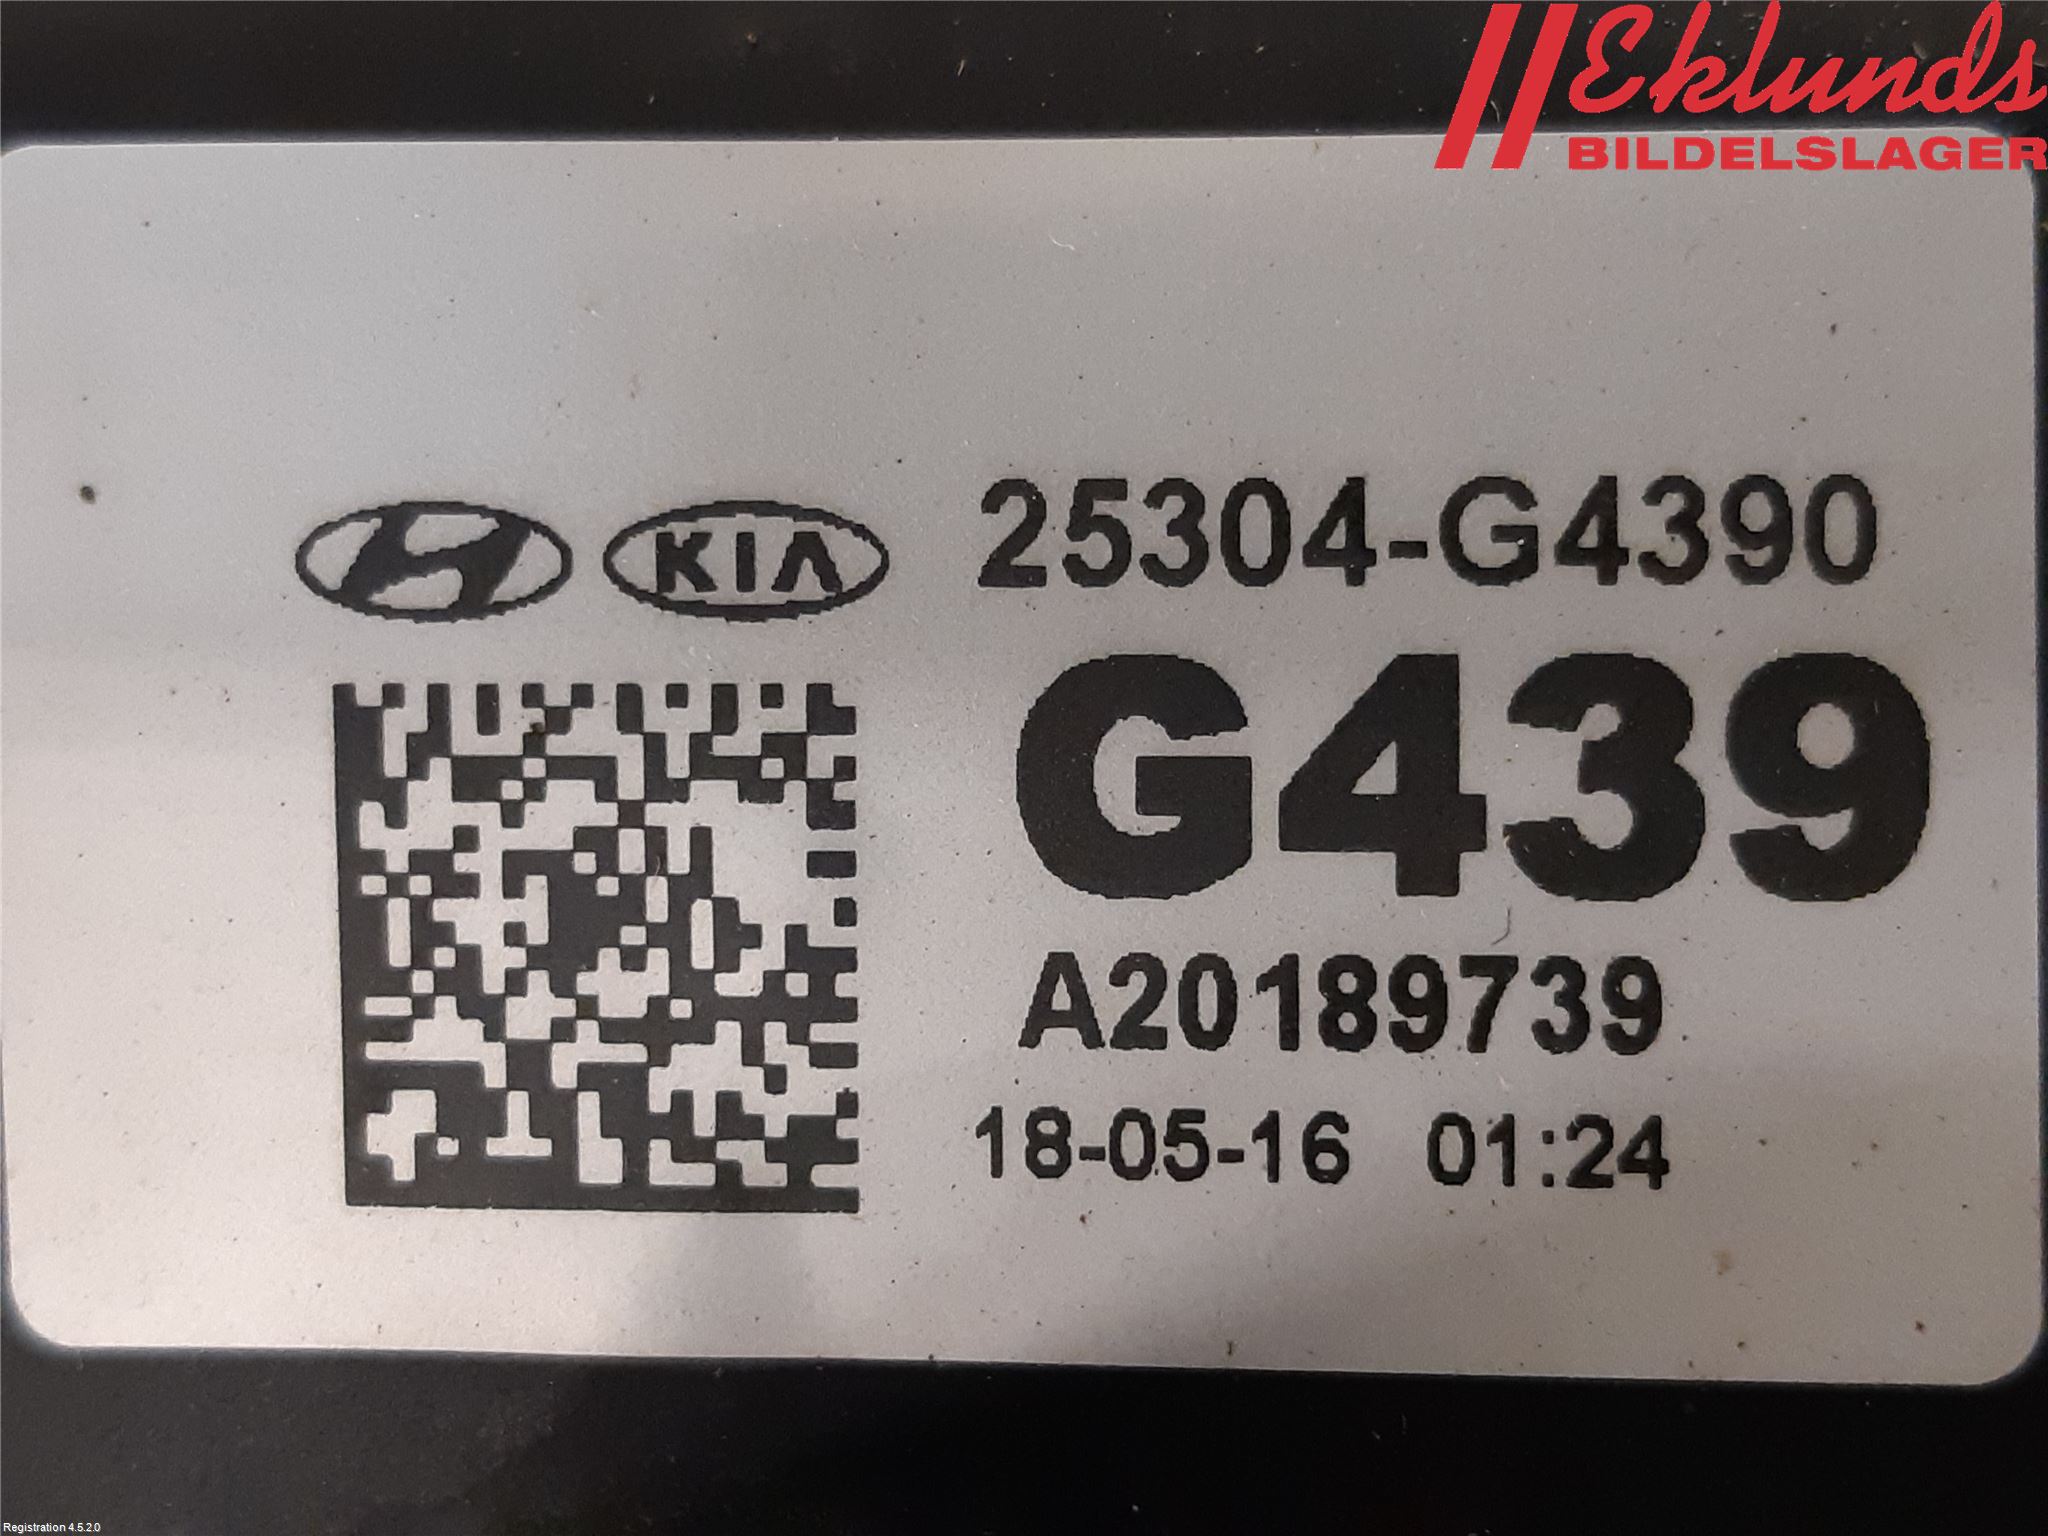 Eklunds
BILDELSLAGER
KIA 25304-G4390
G439
A20189739
18-05-16 01:24
Registration 4.5.2.0